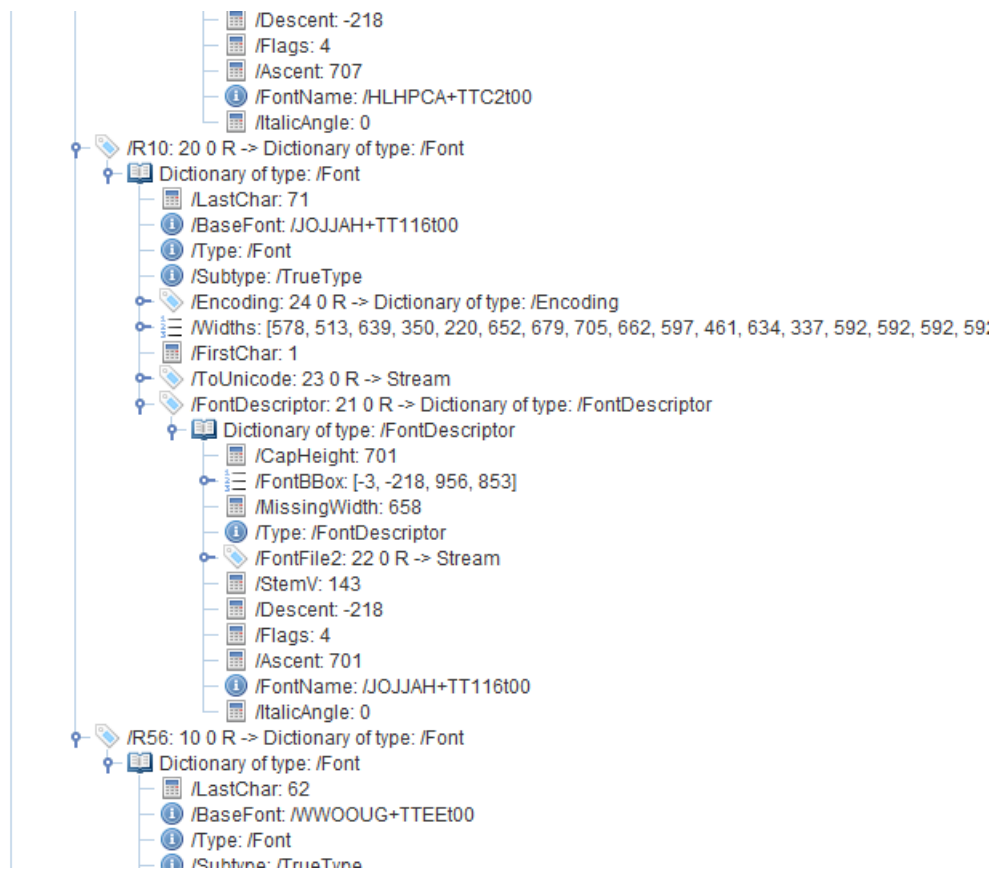 /Descent: -218
/Flags: 4
/Ascent: 707
/FontName: /HLHPCA+TTC2t00
/ItalicAngle: 0
/R10: 20 0 R -> Dictionary of type: /Font
Dictionary of type: /Font
/LastChar: 71
/BaseFont: /JOJJAH+TT116t00
/Type: /Font
/Subtype: /TrueType
/Encoding: 24 0 R -> Dictionary of type: /Encoding
/Widths: [578, 513, 639, 350, 220, 652, 679, 705, 662, 597, 461, 634, 337, 592, 592, 592, 592
/FirstChar: 1
/ToUnicode: 23 0 R -> Stream
/FontDescriptor: 21 0 R -> Dictionary of type: /FontDescriptor
Dictionary of type: /FontDescriptor
/CapHeight: 701
/FontBBox: [-3, -218, 956, 853]
/MissingWidth: 658
/Type: /FontDescriptor
/FontFile2: 22 0 R -> Stream
/StemV: 143
/Descent: -218
/Flags: 4
/Ascent: 701
/FontName: /JOJJAH+TT116t00
/ItalicAngle: 0
/R56: 10 0 R -> Dictionary of type: /Font
Dictionary of type: /Font
/LastChar: 62
/BaseFont: /WWOOUG+TTEEt00
/Type: /Font
/Subtype: /TrueType